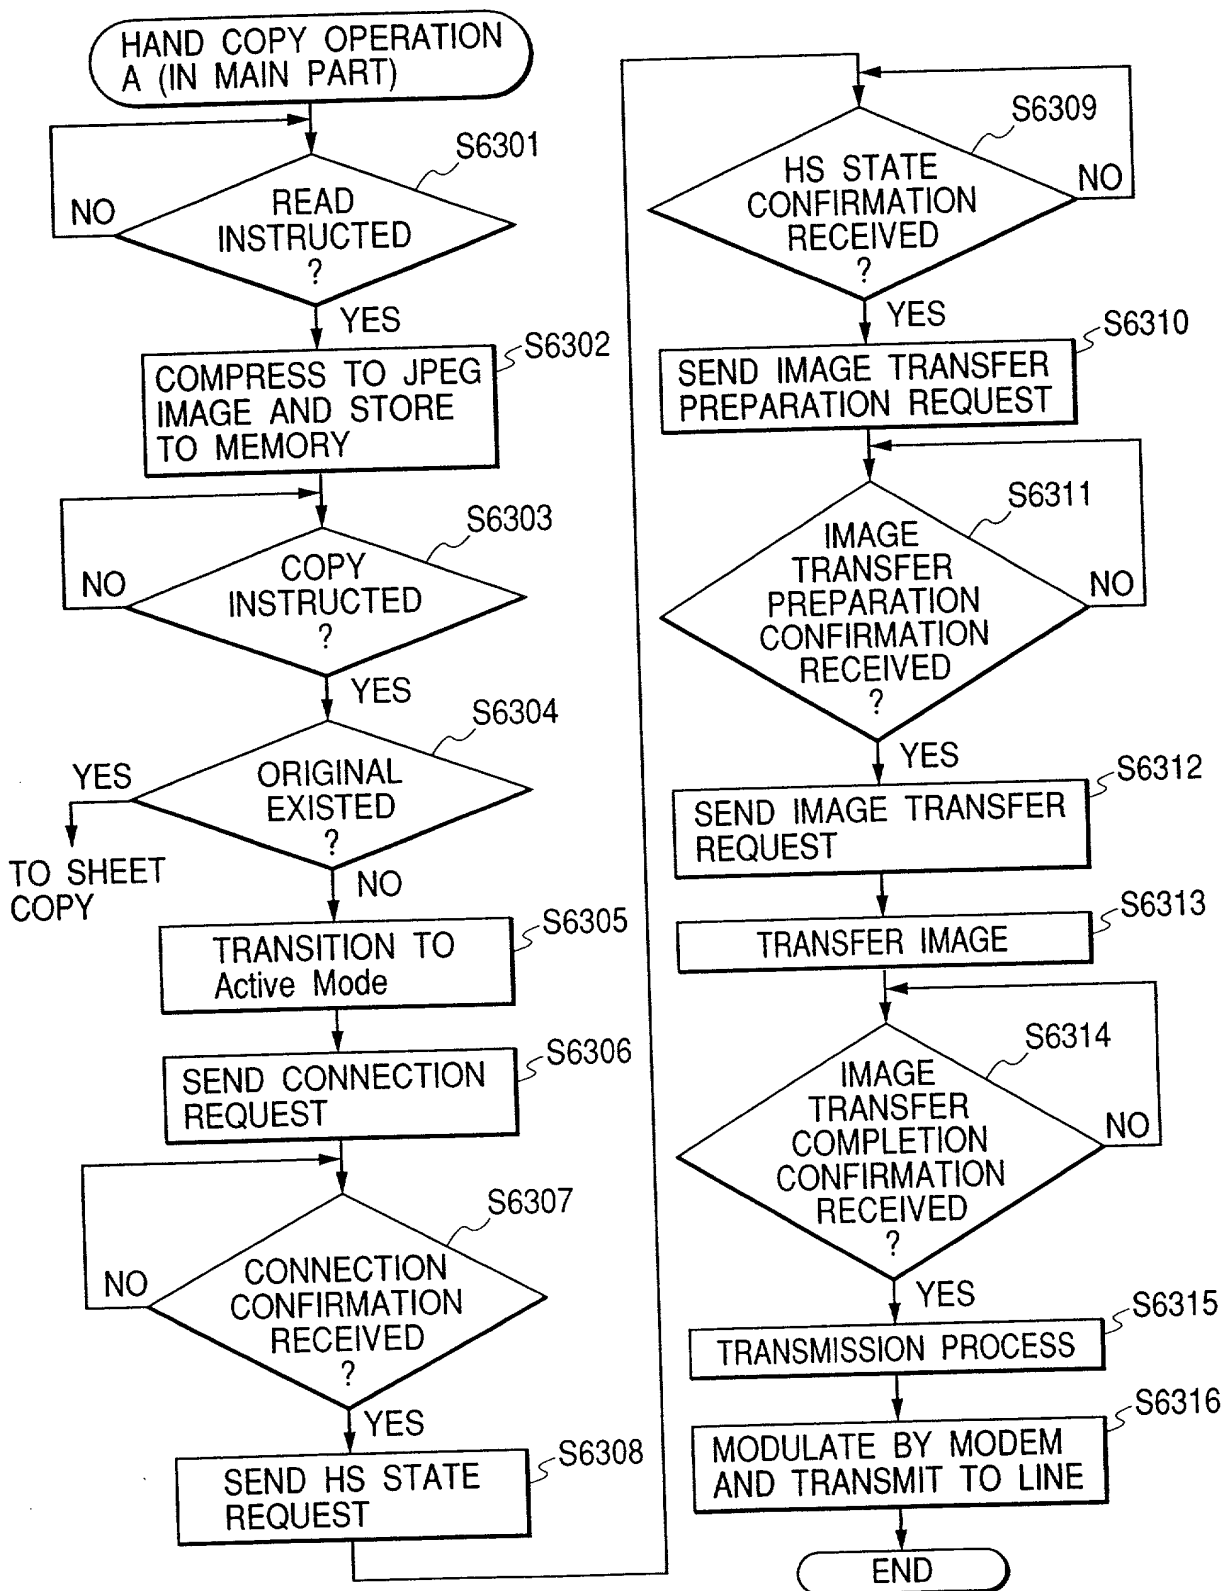 HAND COPY OPERATION
A (IN MAIN PART)
S6301
READ
INSTRUCTED
?
NO
YES
S6302
COMPRESS TO JPEG
IMAGE AND STORE
TO MEMORY
S6303
COPY
INSTRUCTED
?
NO
YES
S6304
ORIGINAL
EXISTED
?
YES
TO SHEET
COPY
NO
S6305
TRANSITION TO
Active Mode
S6306
SEND CONNECTION
REQUEST
S6307
CONNECTION
CONFIRMATION
RECEIVED
?
NO
YES
S6308
SEND HS STATE
REQUEST
S6309
HS STATE
CONFIRMATION
RECEIVED
?
NO
YES
S6310
SEND IMAGE TRANSFER
PREPARATION REQUEST
S6311
IMAGE
TRANSFER
PREPARATION
CONFIRMATION
RECEIVED
?
NO
YES
S6312
SEND IMAGE TRANSFER
REQUEST
S6313
TRANSFER IMAGE
S6314
IMAGE
TRANSFER
COMPLETION
CONFIRMATION
RECEIVED
?
NO
YES
S6315
TRANSMISSION PROCESS
S6316
MODULATE BY MODEM
AND TRANSMIT TO LINE
END